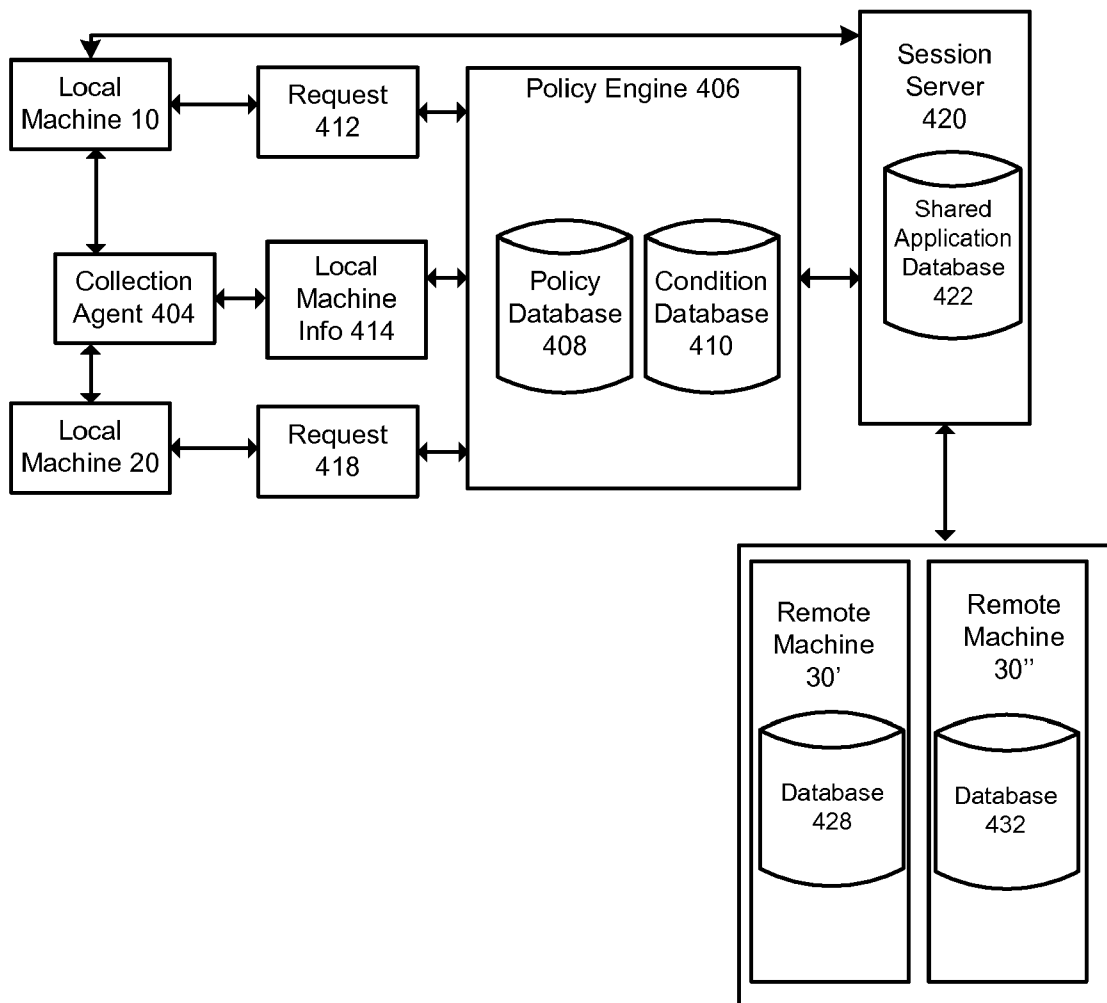 Local
Machine 10
Request
412
Policy Engine 406
Session
Server
420
Shared
Application
Database
422
Policy
Database
408
Condition
Database
410
Collection
Agent 404
Local
Machine
Info 414
Local
Machine 20
Request
418
Remote
Machine
30’
Remote
Machine
30’’
Database
428
Database
432